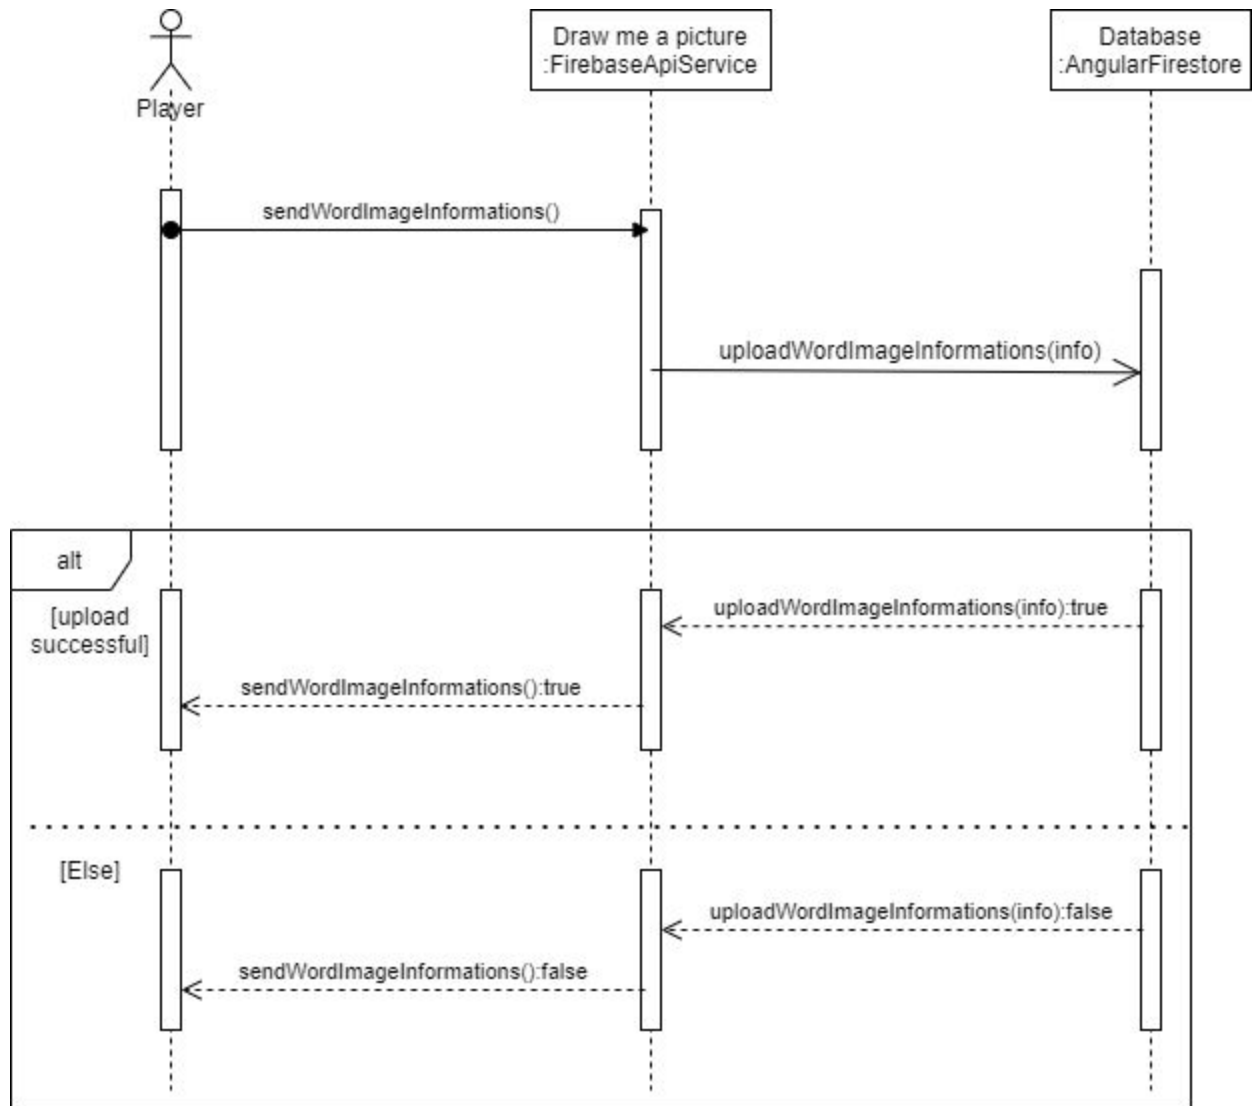 Draw me a picture
:FirebaseApiService
Database
:AngularFirestore
Player
sendWordImageInformations()
uploadWordImageInformations(info)
alt
[upload
successful]
uploadWordImageInformations(info):true
sendWordImageInformations():true
[Else]
uploadWordImageInformations(info):false
sendWordImageInformations():false